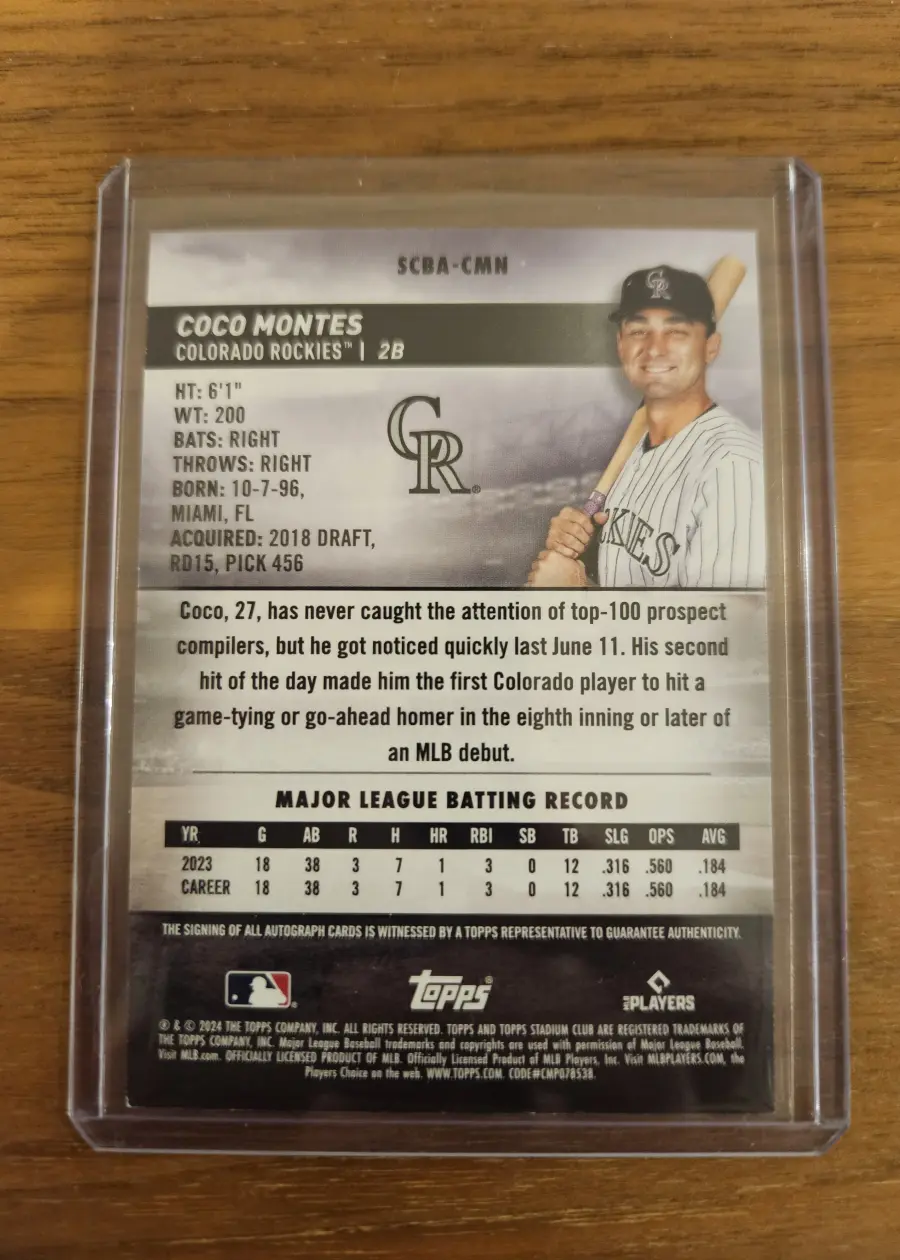 SCBA-CMN
COCO MONTES
COLORADO ROCKIES™ | 2B
HT: 6'1"
WT: 200
BATS: RIGHT
THROWS: RIGHT
BORN: 10-7-96,
MIAMI, FL
ACQUIRED: 2018 DRAFT,
RD15, PICK 456
CR
CR®
ROCKIES
Coco, 27, has never caught the attention of top-100 prospect
compilers, but he got noticed quickly last June 11. His second
hit of the day made him the first Colorado player to hit a
game-tying or go-ahead homer in the eighth inning or later of
an MLB debut.
MAJOR LEAGUE BATTING RECORD
YR G AB R H HR RBI SB TB SLG OPS AVG
2023 18 38 3 7 1 3 0 12 .316 .560 .184
CAREER 18 38 3 7 1 3 0 12 .316 .560 .184
THE SIGNING OF ALL AUTOGRAPH CARDS IS WITNESSED BY A TOPPS REPRESENTATIVE TO GUARANTEE AUTHENTICITY.
TOPPS®
PLAYERS
® & © 2024 THE TOPPS COMPANY, INC. ALL RIGHTS RESERVED. TOPPS AND TOPPS STADIUM CLUB ARE REGISTERED TRADEMARKS OF
THE TOPPS COMPANY, INC. Major League Baseball trademarks and copyrights are used with permission of Major League Baseball.
Visit MLB.com. OFFICIALLY LICENSED PRODUCT OF MLB. Officially Licensed Product of MLB Players, Inc. Visit MLBPLAYERS.COM, the
Players Choice on the web. WWW.TOPPS.COM. CODE#CMP078538.